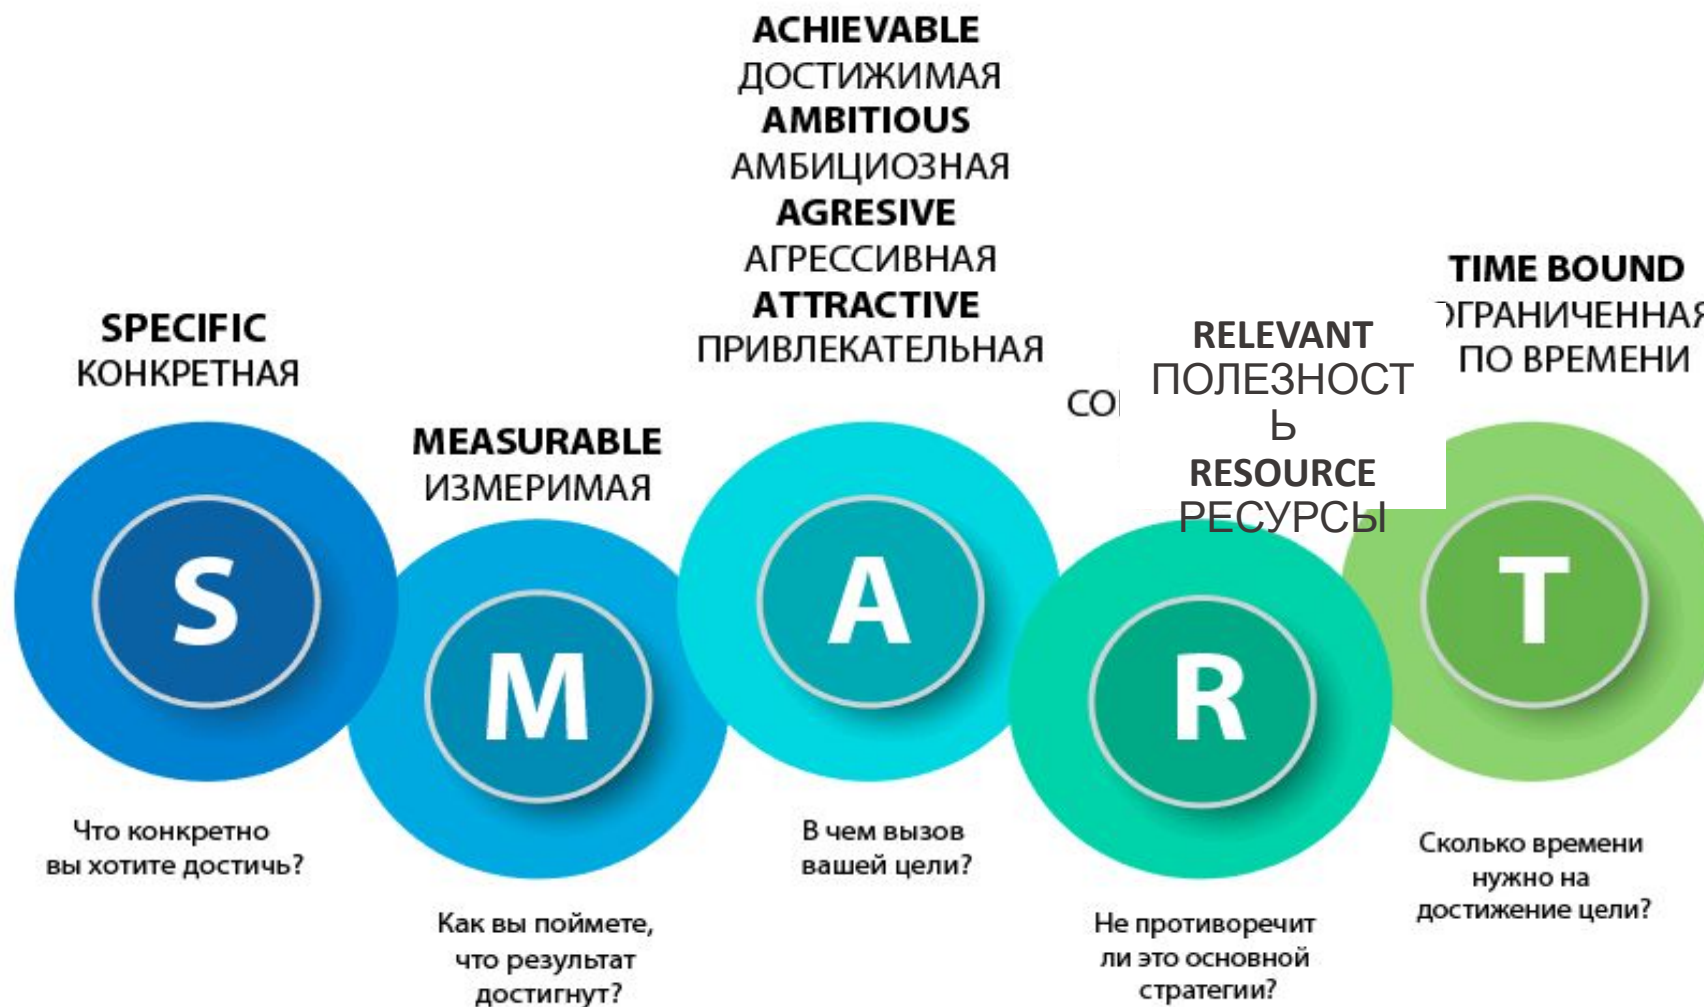 SPECIFIC
КОНКРЕТНАЯ
S
Что конкретно
вы хотите достичь?
MEASURABLE
ИЗМЕРИМАЯ
M
Как вы поймете,
что результат
достигнут?
ACHIEVABLE
ДОСТИЖИМАЯ
AMBITIOUS
АМБИЦИОЗНАЯ
AGRESIVE
АГРЕССИВНАЯ
ATTRACTIVE
ПРИВЛЕКАТЕЛЬНАЯ
A
В чем вызов
вашей цели?
RELEVANT
ПОЛЕЗНОСТ
Ь
RESOURCE
РЕСУРСЫ
R
Не противоречит
ли это основной
стратегии?
TIME BOUND
ОГРАНИЧЕННАЯ
ПО ВРЕМЕНИ
T
Сколько времени
нужно на
достижение цели?